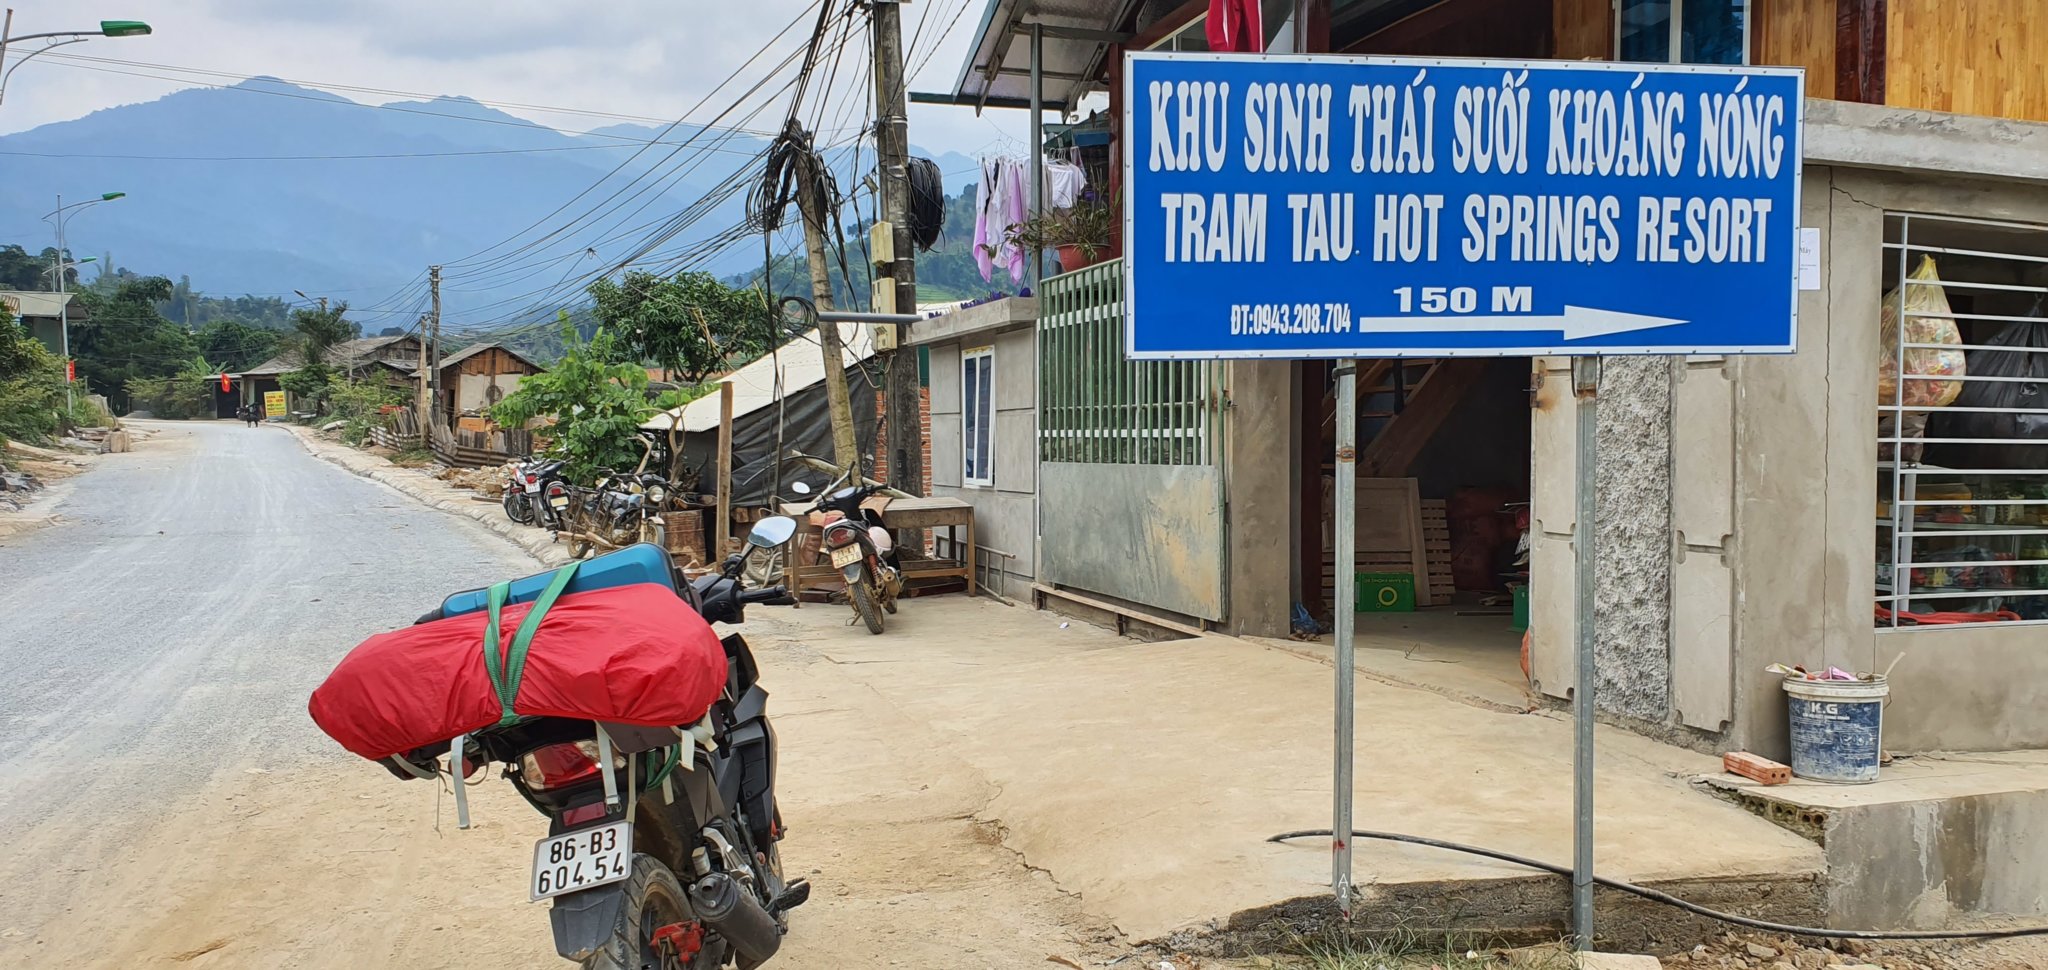 KHU SINH THÁI SUỐI KHOÁNG NÓNG
TRAM TAU HOT SPRINGS RESORT
150 M
ĐT:0943.208.704
86-B3
604.54
K.G